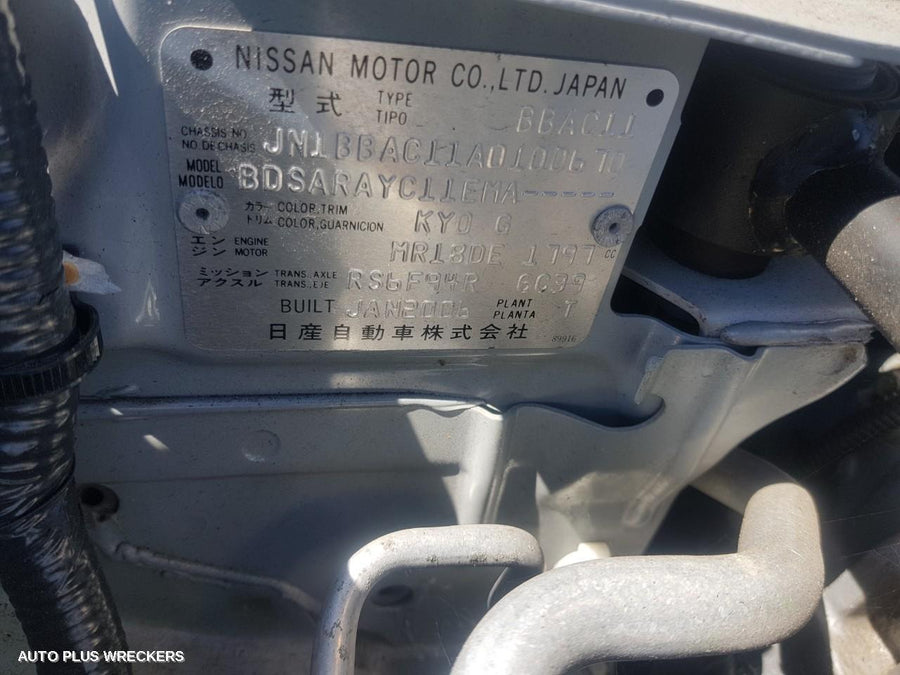 NISSAN MOTOR CO.,LTD. JAPAN
型式 TYPE TIPO BBAC11
CHASSIS NO. NO. DE CHASIS JN1BBAC11A0100670
MODEL MODELO BDSARAYC11EMA-----
カラー トリム COLOR,TRIM COLOR,GUARNICION KY0 G
エンジン ENGINE MOTOR MR18DE 1797 CC
ミッション アクスル TRANS.,AXLE TRANS.,EJE RS6F94R GC39
BUILT JAN2006 PLANT PLANTA T
日産自動車株式会社 89916
AUTO PLUS WRECKERS